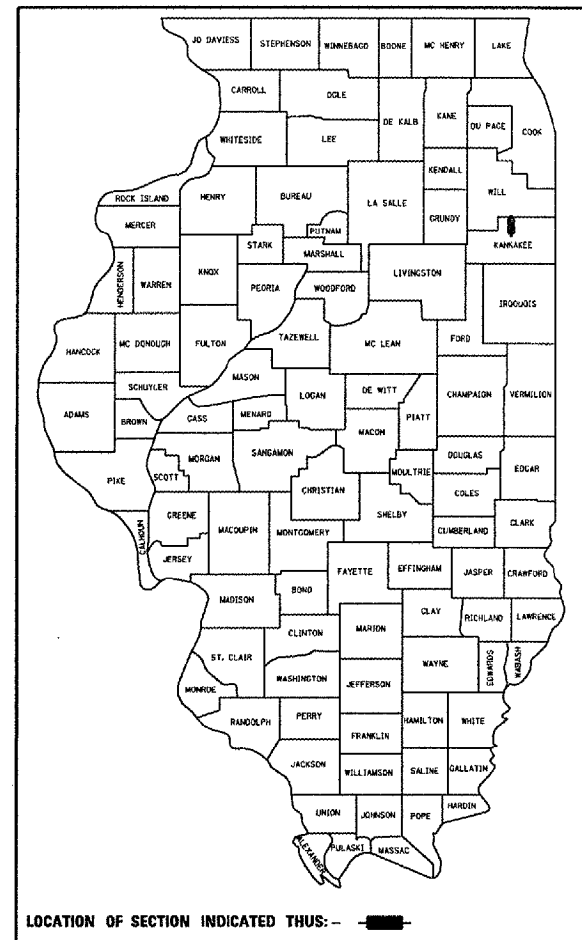 JO DAVIESS STEPHENSON WINNEBAGO BOONE MC HENRY LAKE
CARROLL OGLE DE KALB KANE DU PAGE COOK
WHITESIDE LEE
KENDALL WILL
ROCK ISLAND HENRY BUREAU LA SALLE GRUNDY
MERCER PUTNAM KANKAKEE
STARK MARSHALL
HENDERSON WARREN KNOX PEORIA WOODFORD LIVINGSTON IROQUOIS
HANCOCK MC DONOUGH FULTON TAZEWELL MC LEAN FORD
SCHUYLER MASON LOGAN DE WITT CHAMPAIGN VERMILION
ADAMS BROWN CASS MENARD MACON PIATT
PIKE SCOTT MORGAN SANGAMON MOULTRIE DOUGLAS EDGAR
CHRISTIAN COLES
GREENE MACOUPIN MONTGOMERY SHELBY CUMBERLAND CLARK
CALHOUN JERSEY
MADISON BOND FAYETTE EFFINGHAM JASPER CRAWFORD
CLINTON MARION CLAY RICHLAND LAWRENCE
ST. CLAIR WASHINGTON JEFFERSON WAYNE EDWARDS WABASH
MONROE
RANDOLPH PERRY FRANKLIN HAMILTON WHITE
JACKSON WILLIAMSON SALINE GALLATIN
UNION JOHNSON POPE HARDIN
ALEXANDER PULASKI MASSAC
LOCATION OF SECTION INDICATED THUS: -